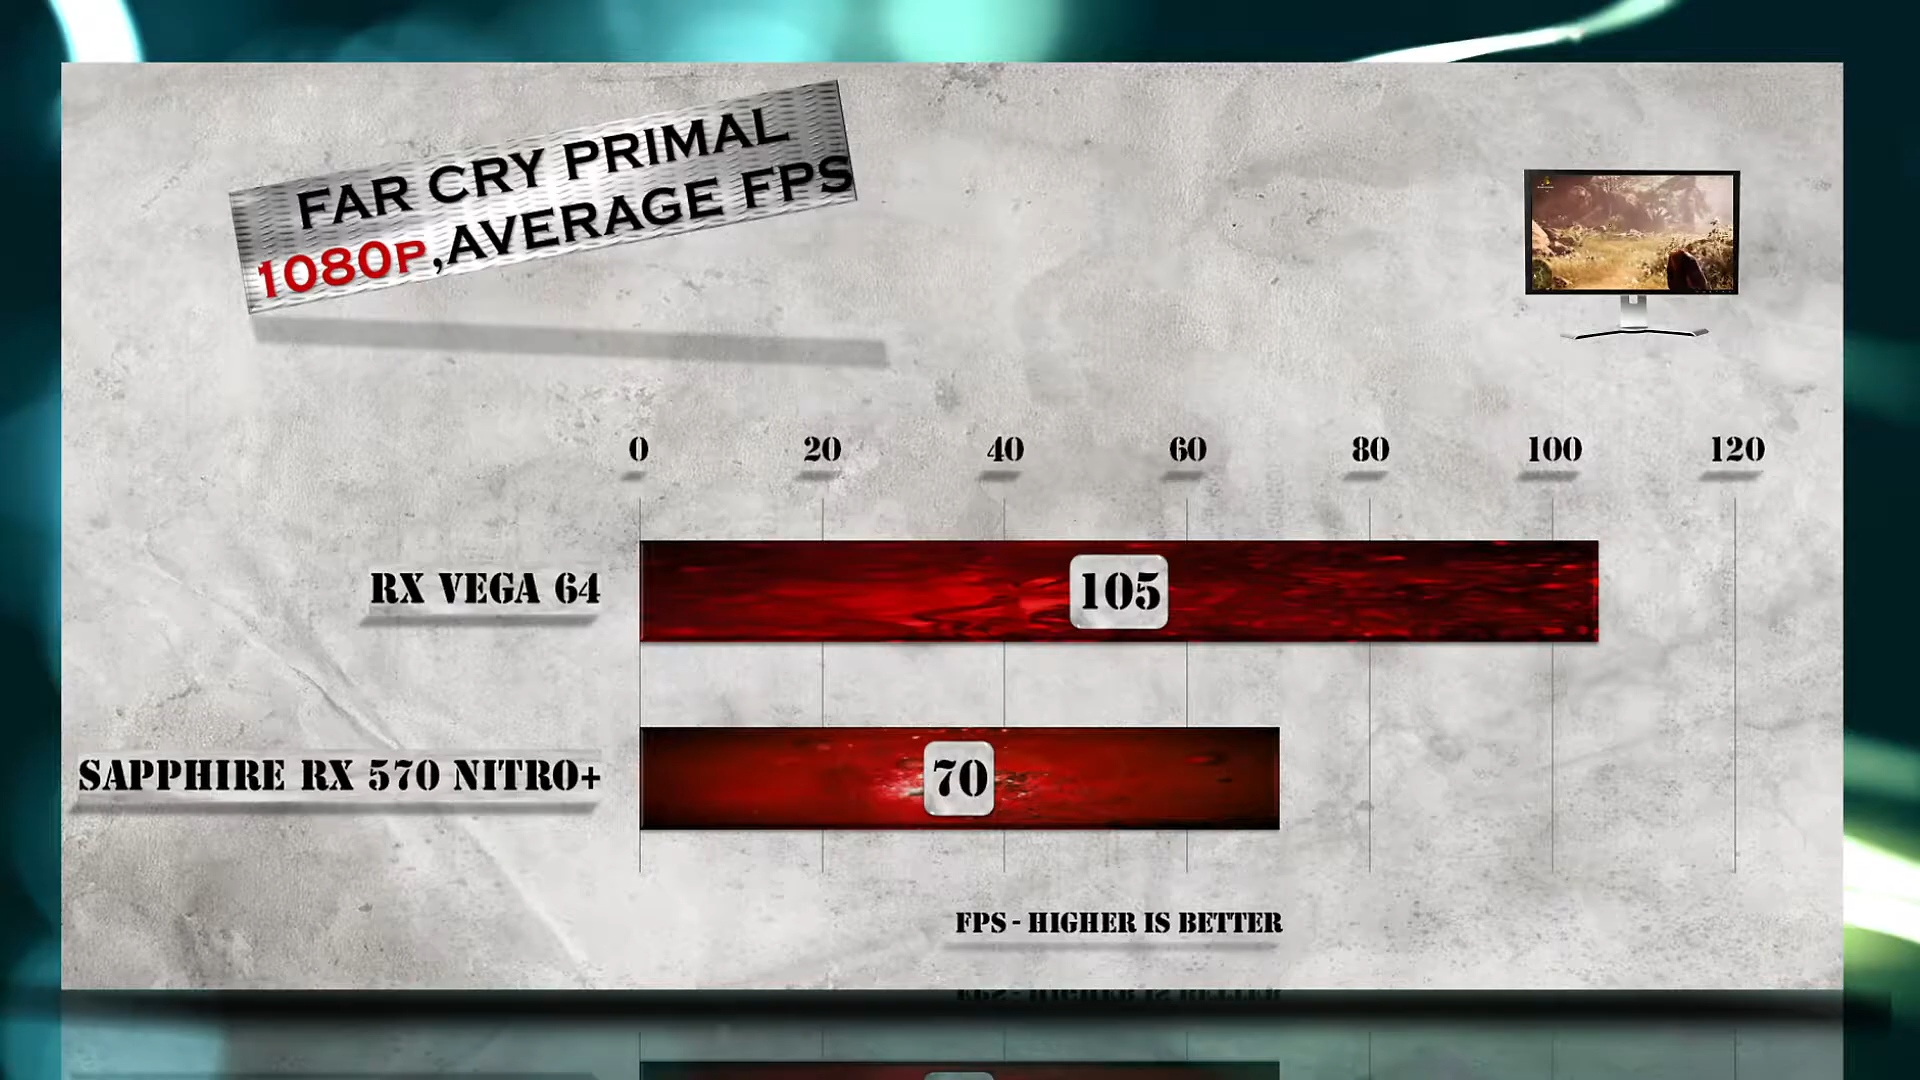 FAR CRY PRIMAL
1080P,AVERAGE FPS
0 20 40 60 80 100 120
RX VEGA 64
105
SAPPHIRE RX 570 NITRO+
70
FPS - HIGHER IS BETTER